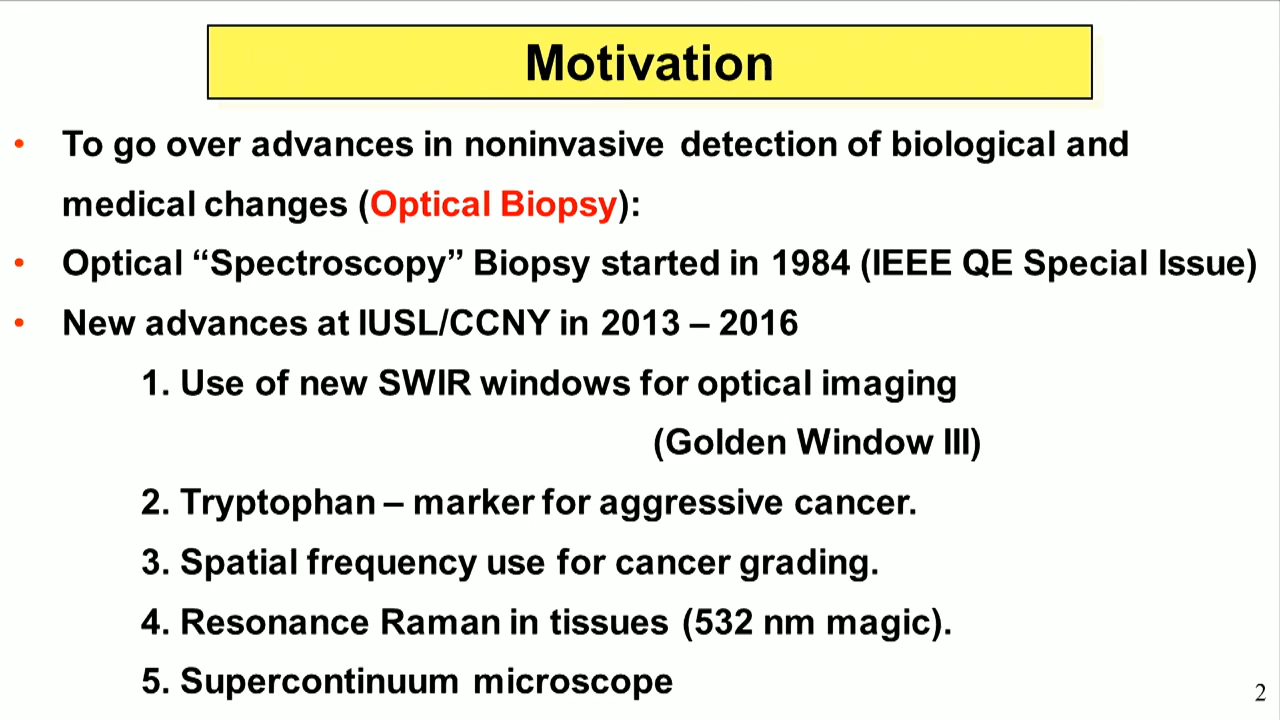 Motivation
• To go over advances in noninvasive detection of biological and
medical changes (Optical Biopsy):
• Optical “Spectroscopy” Biopsy started in 1984 (IEEE QE Special Issue)
• New advances at IUSL/CCNY in 2013 – 2016
1. Use of new SWIR windows for optical imaging
(Golden Window III)
2. Tryptophan – marker for aggressive cancer.
3. Spatial frequency use for cancer grading.
4. Resonance Raman in tissues (532 nm magic).
5. Supercontinuum microscope
2